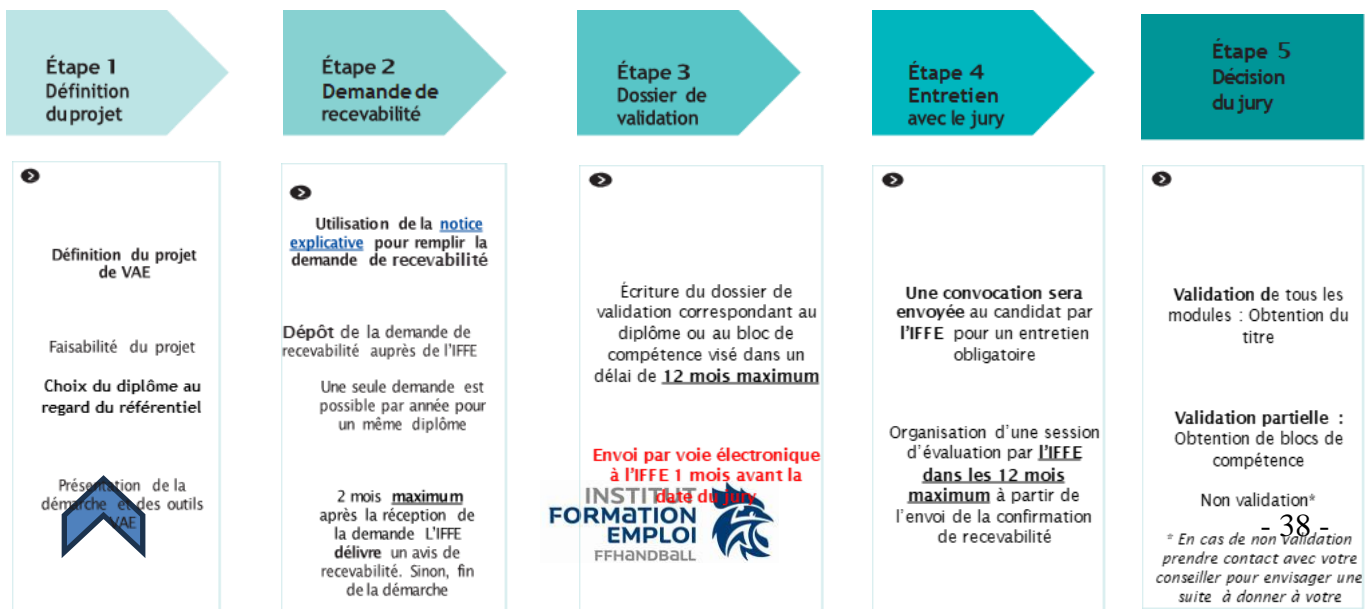 Étape 1
Définition
du projet
Étape 2
Demande de
recevabilité
Étape 3
Dossier de
validation
Étape 4
Entretien
avec le jury
Étape 5
Décision
du jury
Définition du projet
de VAE
Faisabilité du projet
Choix du diplôme au
regard du référentiel
Présentation de la
démarche et des outils
VAE
Utilisation de la notice
explicative pour remplir la
demande de recevabilité
Dépôt de la demande de
recevabilité auprès de l'IFFE
Une seule demande est
possible par année pour
un même diplôme
2 mois maximum
après la réception de
la demande L'IFFE
délivre un avis de
recevabilité. Sinon, fin
de la démarche
Écriture du dossier de
validation correspondant au
diplôme ou au bloc de
compétence visé dans un
délai de 12 mois maximum
Envoi par voie électronique
à l'IFFE 1 mois avant la
date du jury
INSTITUT
FORMATION
EMPLOI
FFHANDBALL
Une convocation sera
envoyée au candidat par
l'IFFE pour un entretien
obligatoire
Organisation d'une session
d'évaluation par l'IFFE
dans les 12 mois
maximum à partir de
l'envoi de la confirmation
de recevabilité
Validation de tous les
modules : Obtention du
titre
Validation partielle :
Obtention de blocs de
compétence
Non validation*
- 38 -
* En cas de non validation
prendre contact avec votre
conseiller pour envisager une
suite à donner à votre